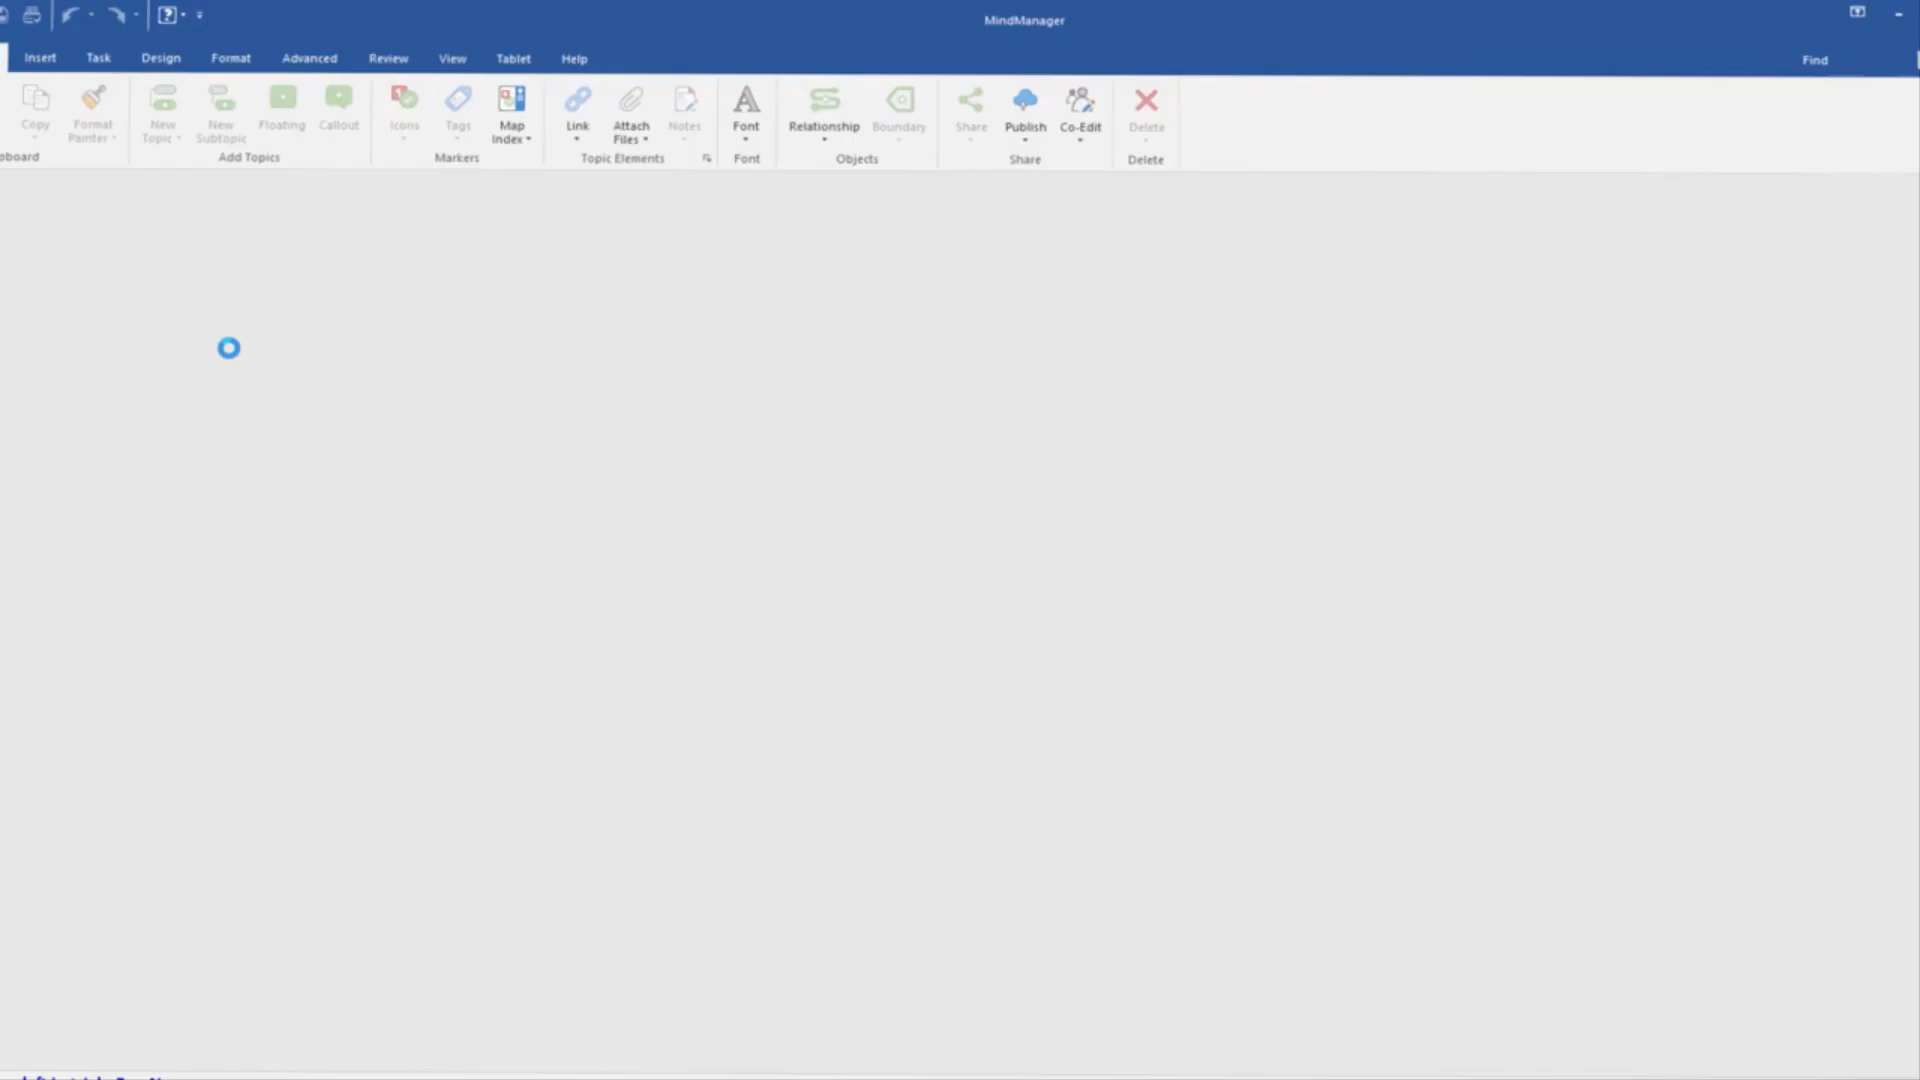 MindManager
Insert Task Design Format Advanced Review View Tablet Help Find
Copy
Format Painter
New Topic
New Subtopic
Floating
Callout
Icons
Tags
Map Index
Link
Attach Files
Notes
Font
Relationship
Boundary
Share
Publish
Co-Edit
Delete
Add Topics Markers Topic Elements Font Objects Share Delete